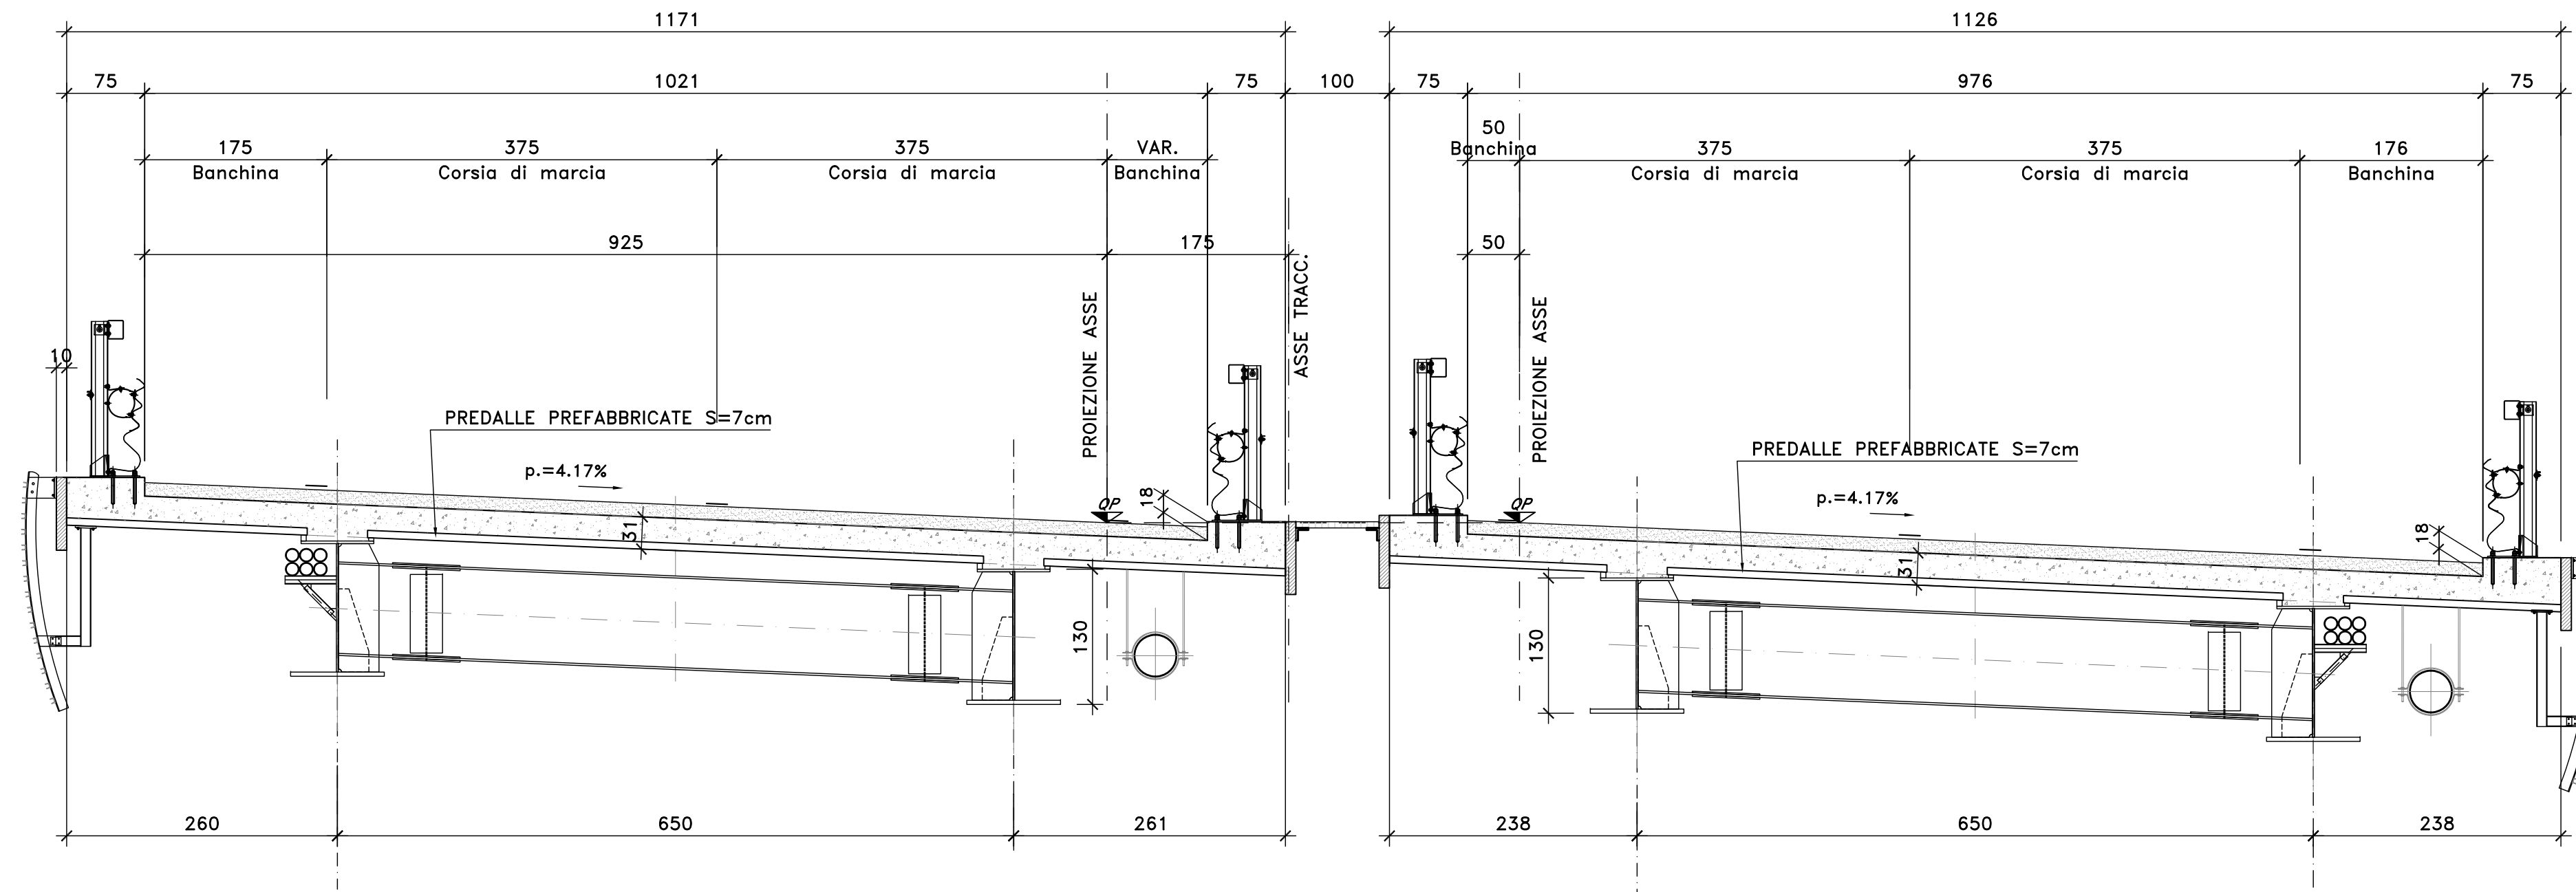 1171
1126
75
1021
75
100
75
976
75
50
175
375
375
VAR.
Banchina
375
375
176
Banchina
Corsia di marcia
Corsia di marcia
Banchina
Corsia di marcia
Corsia di marcia
Banchina
925
175
50
PROIEZIONE ASSE
ASSE TRACC.
PROIEZIONE ASSE
10
PREDALLE PREFABBRICATE S=7cm
PREDALLE PREFABBRICATE S=7cm
p.=4.17%
p.=4.17%
QP
18
QP
18
31
31
130
130
260
650
261
238
650
238